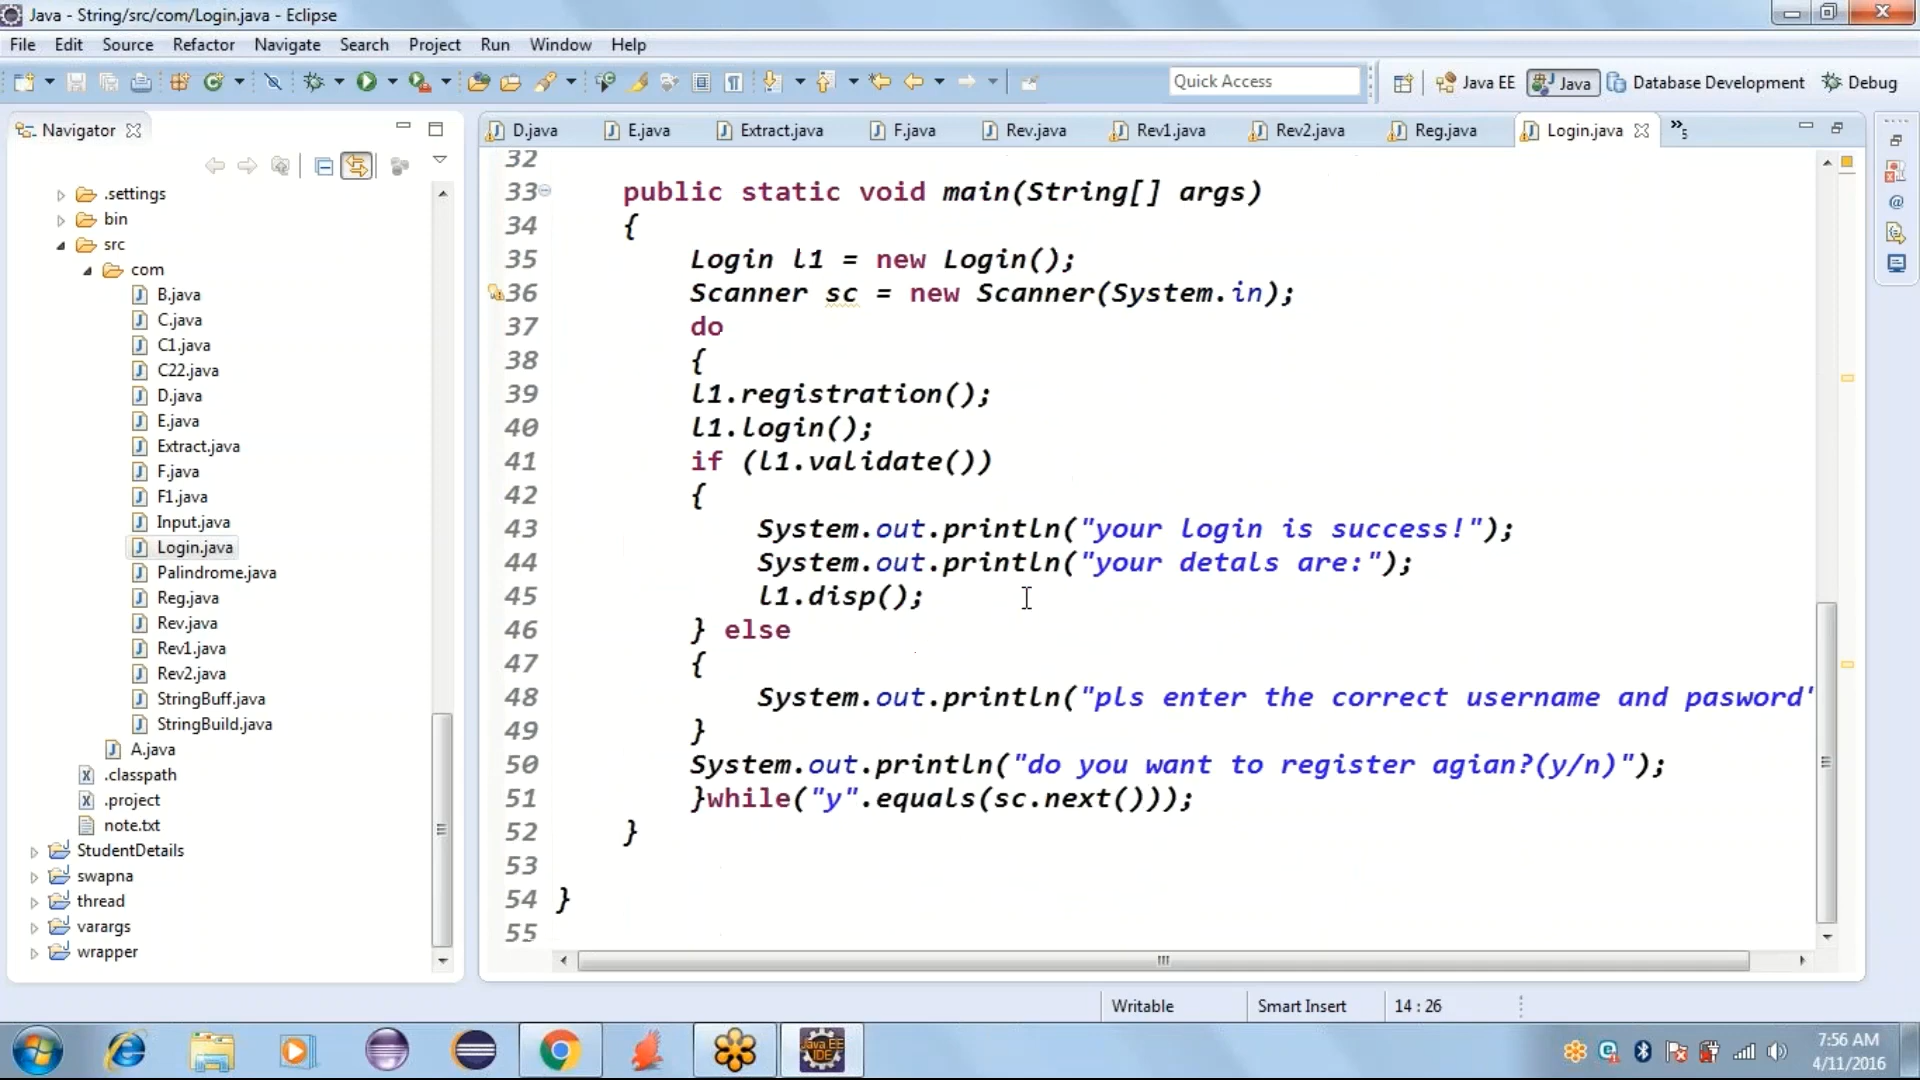 Java - String/src/com/Login.java - Eclipse
File Edit Source Refactor Navigate Search Project Run Window Help
Quick Access Java EE Java Database Development Debug
Navigator
D.java E.java Extract.java F.java Rev.java Rev1.java Rev2.java Reg.java Login.java »5
.settings
bin
src
com
B.java
C.java
C1.java
C22.java
D.java
E.java
Extract.java
F.java
F1.java
Input.java
Login.java
Palindrome.java
Reg.java
Rev.java
Rev1.java
Rev2.java
StringBuff.java
StringBuild.java
A.java
.classpath
.project
note.txt
StudentDetails
swapna
thread
varargs
wrapper
32
33 public static void main(String[] args)
34 {
35 Login l1 = new Login();
36 Scanner sc = new Scanner(System.in);
37 do
38 {
39 l1.registration();
40 l1.login();
41 if (l1.validate())
42 {
43 System.out.println("your login is success!");
44 System.out.println("your detals are:");
45 l1.disp();
46 } else
47 {
48 System.out.println("pls enter the correct username and pasword"
49 }
50 System.out.println("do you want to register agian?(y/n)");
51 }while("y".equals(sc.next()));
52 }
53
54 }
55
Writable Smart Insert 14 : 26
Java EE
IDE
7:56 AM
4/11/2016